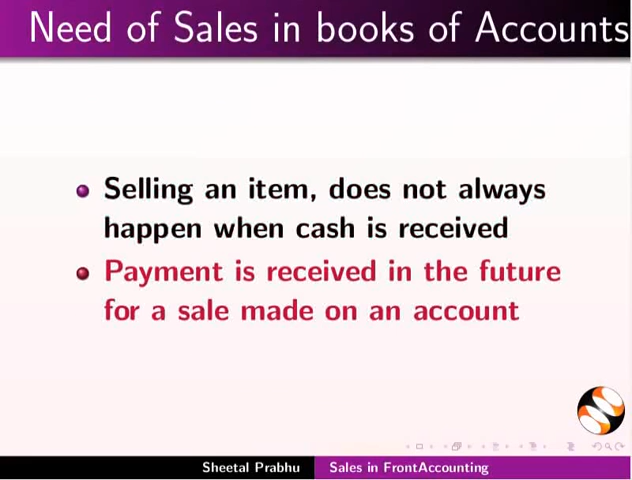 Need of Sales in books of Accounts
Selling an item, does not always
happen when cash is received
Payment is received in the future
for a sale made on an account
Sheetal Prabhu Sales in FrontAccounting